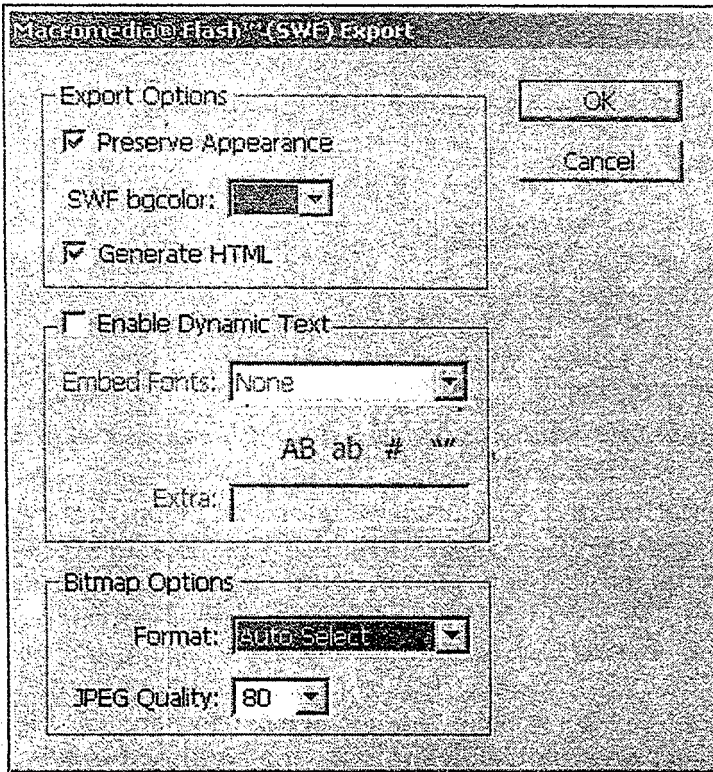 Macromedia® Flash™ (SWF) Export
Export Options
Preserve Appearance
SWF bgcolor:
Generate HTML
OK
Cancel
Enable Dynamic Text
Embed Fonts: None
AB ab # “”
Extra:
Bitmap Options
Format: Auto Select
JPEG Quality: 80